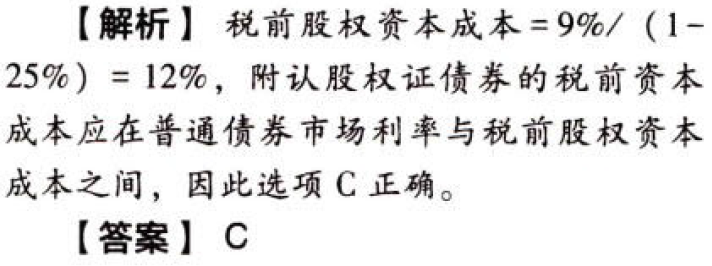 【解析】 税前股权资本成本=9%/（1-
25%）=12%，附认股权证债券的税前资本
成本应在普通债券市场利率与税前股权资本
成本之间，因此选项 C 正确。
【答案】 C